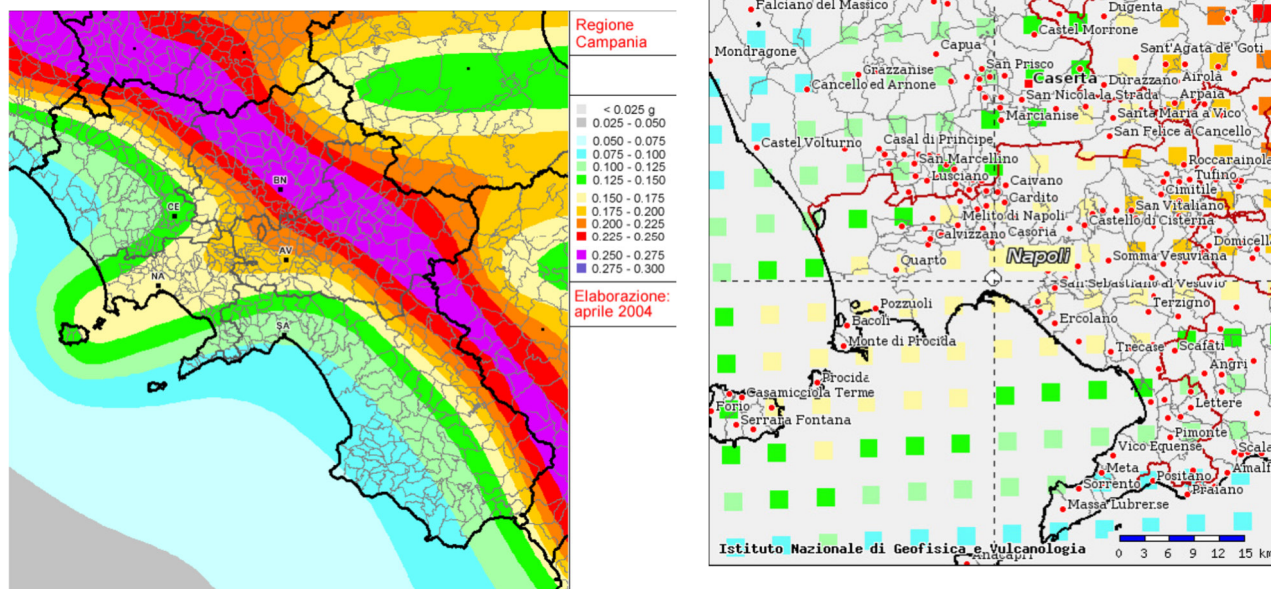 Regione
Campania
< 0.025 g
0.025 - 0.050
0.050 - 0.075
0.075 - 0.100
0.100 - 0.125
0.125 - 0.150
0.150 - 0.175
0.175 - 0.200
0.200 - 0.225
0.225 - 0.250
0.250 - 0.275
0.275 - 0.300
Elaborazione:
aprile 2004
BN
CE
AV
NA
SA
Falciano del Massico
Dugenta
Castel Morrone
Mondragone
Capua
Sant'Agata de' Goti
Grazzanise
San Prisco
Caserta
Durazzano
Airola
Cancello ed Arnone
San Nicola la Strada
Arpaia
Marcianise
Santa Maria a Vico
San Felice a Cancello
Castel Volturno
Casal di Principe
San Marcellino
Roccarainola
Lusciano
Caivano
Tufino
Cimitile
Cardito
San Vitaliano
Melito di Napoli
Castello di Cisterna
Calvizzano
Casoria
Domicella
Napoli
Somma Vesuviana
Quarto
San Sebastiano al Vesuvio
Pozzuoli
Terzigno
Bacoli
Ercolano
Monte di Procida
Trecase
Scafati
Procida
Angri
Casamicciola Terme
Forio
Lettere
Serrara Fontana
Pimonte
Vico Equense
Scala
Meta
Positano
Amalf
Sorrento
Praiano
Massa Lubrense
Istituto Nazionale di Geofisica e Vulcanologia
0 3 6 9 12 15 km
Anacapri